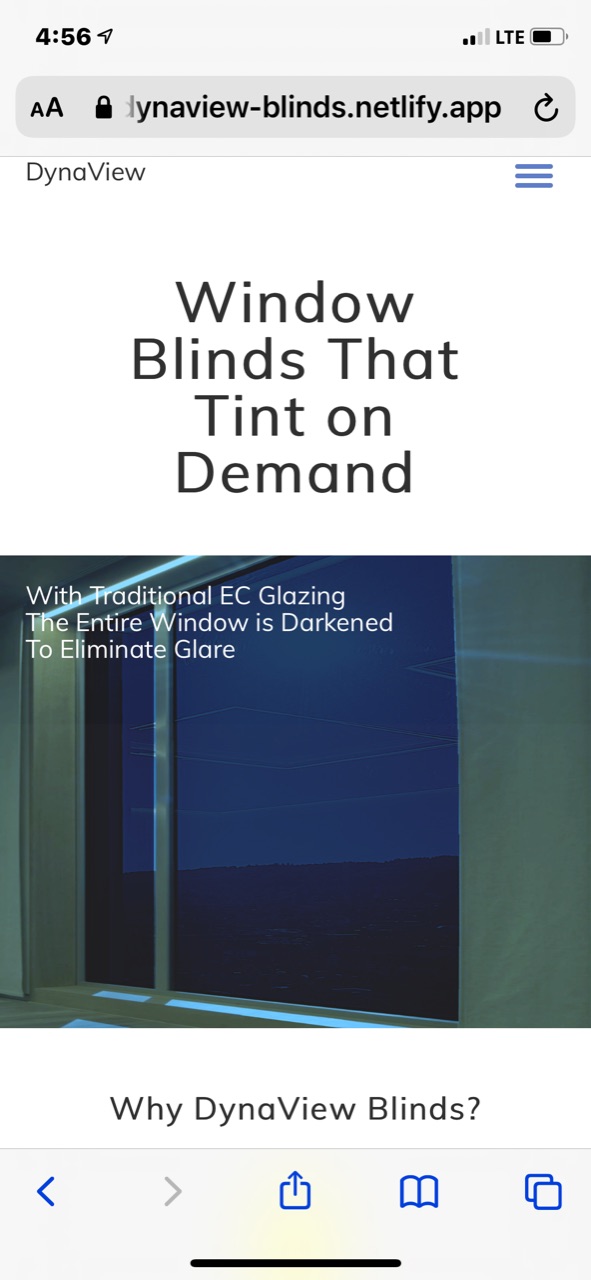 4:56
LTE
AA
dynaview-blinds.netlify.app
DynaView
Window
Blinds That
Tint on
Demand
With Traditional EC Glazing
The Entire Window is Darkened
To Eliminate Glare
Why DynaView Blinds?